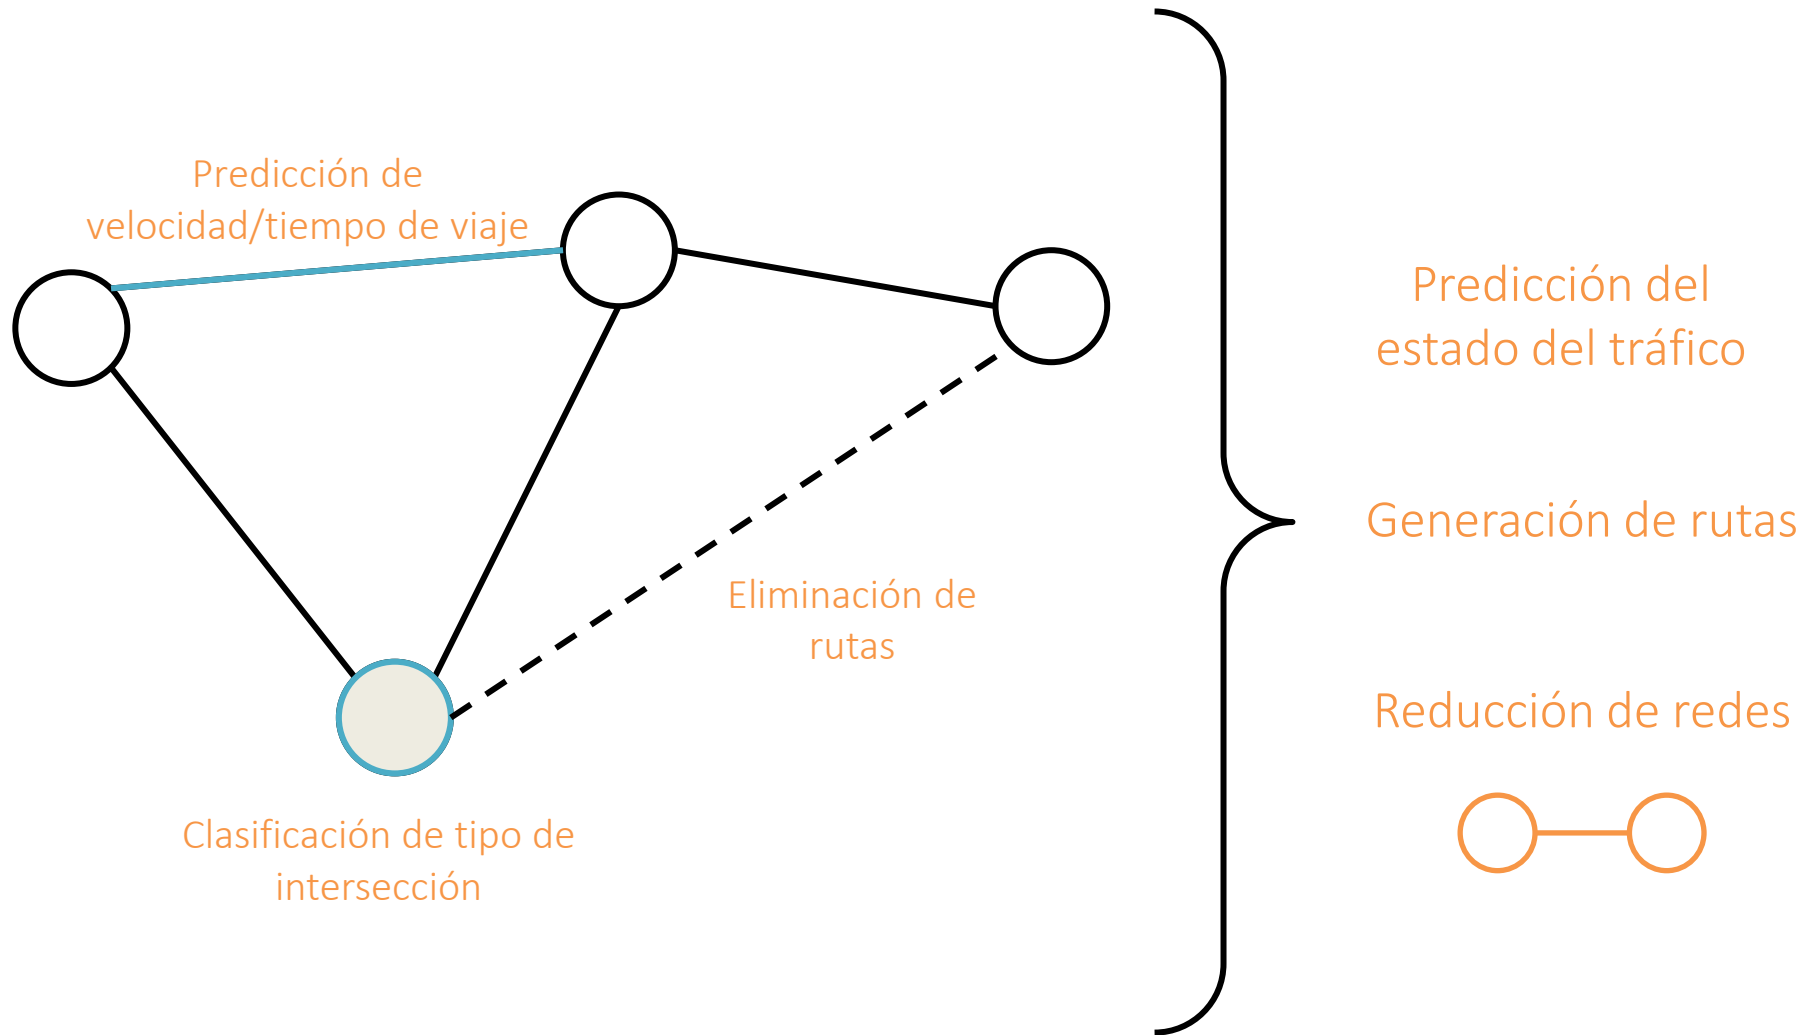 Predicción de
velocidad/tiempo de viaje
Eliminación de
rutas
Clasificación de tipo de
intersección
Predicción del
estado del tráfico
Generación de rutas
Reducción de redes